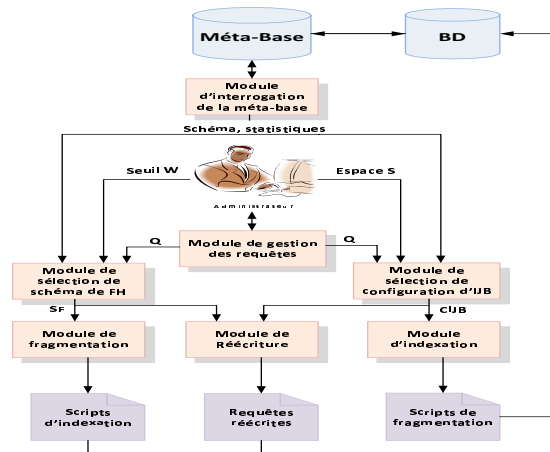 Méta-Base
BD
Module
d'interrogation
de la méta-base
Schéma, statistiques
Seuil W
Espace S
Administrateur
Q
Module de gestion
des requêtes
Q
Module de
sélection de
schéma de FH
Module de
sélection de
configuration d'IJB
SF
CIJB
Module de
fragmentation
Module de
Réécriture
Module
d'indexation
Scripts
d'indexation
Requêtes
réécrites
Scripts de
fragmentation